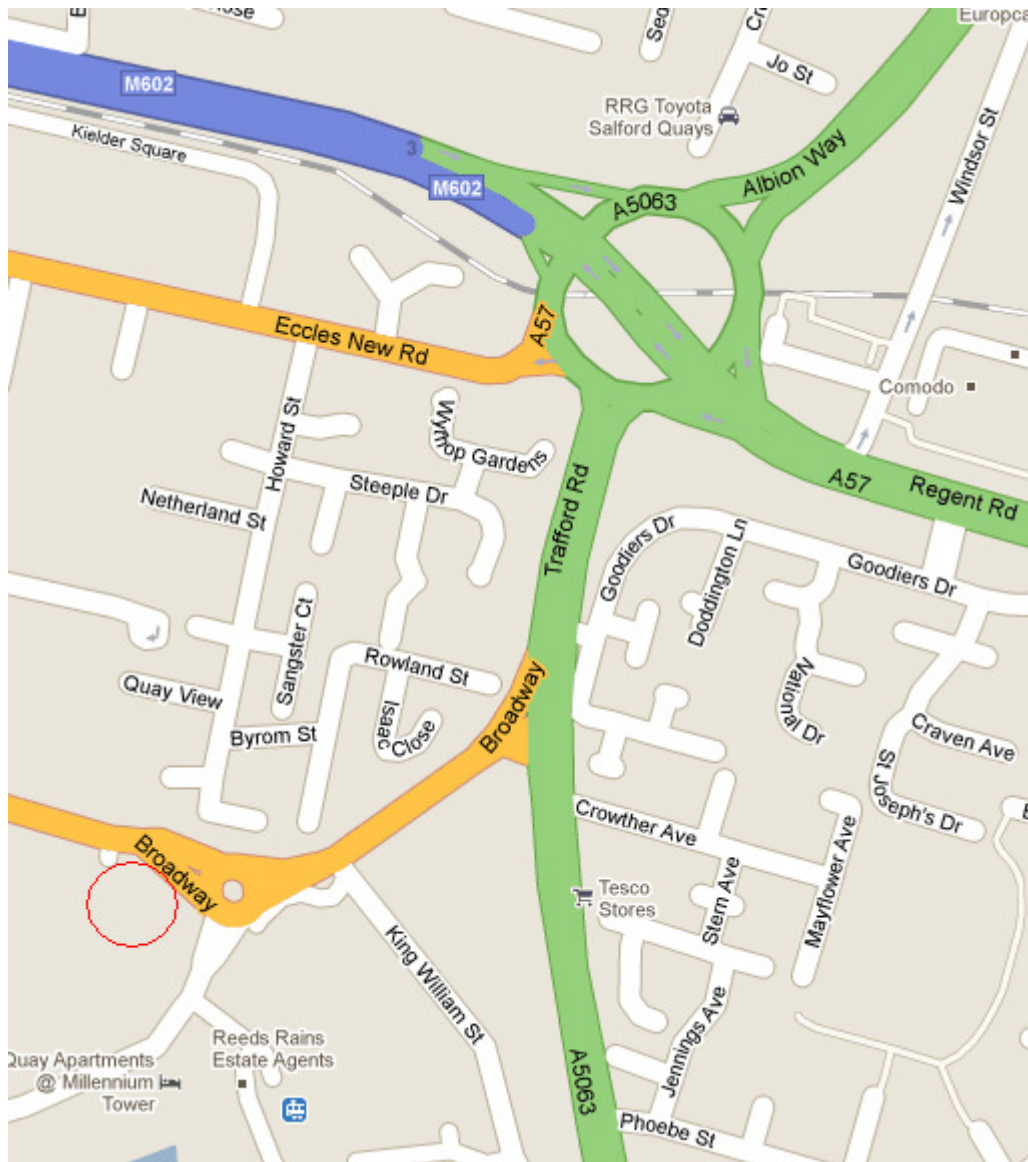 Europca
Jo St
M602
RRG Toyota
Salford Quays
Kielder Square
3
M602
A5063
Albion Way
Windsor St
Eccles New Rd
A57
Comodo
Wythop Gardens
Howard St
Steeple Dr
Netherland St
Trafford Rd
A57
Regent Rd
Goodiers Dr
Doddington Ln
Goodiers Dr
Sangster Ct
Rowland St
Quay View
Byrom St
Isaac
Close
Broadway
National Dr
Craven Ave
St Joseph's Dr
Crowther Ave
Mayflower Ave
Broadway
Tesco
Stores
Stern Ave
King William St
Jennings Ave
Reeds Rains
Estate Agents
Quay Apartments
@ Millennium
Tower
A5063
Phoebe St